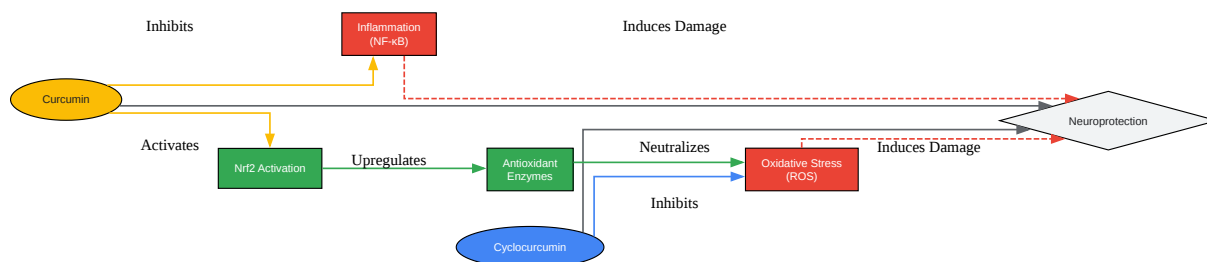 Inhibits
Inflammation
(NF-κB)
Induces Damage
Curcumin
Neuroprotection
Activates
Nrf2 Activation
Upregulates
Antioxidant
Enzymes
Neutralizes
Oxidative Stress
(ROS)
Induces Damage
Inhibits
Cyclocurcumin